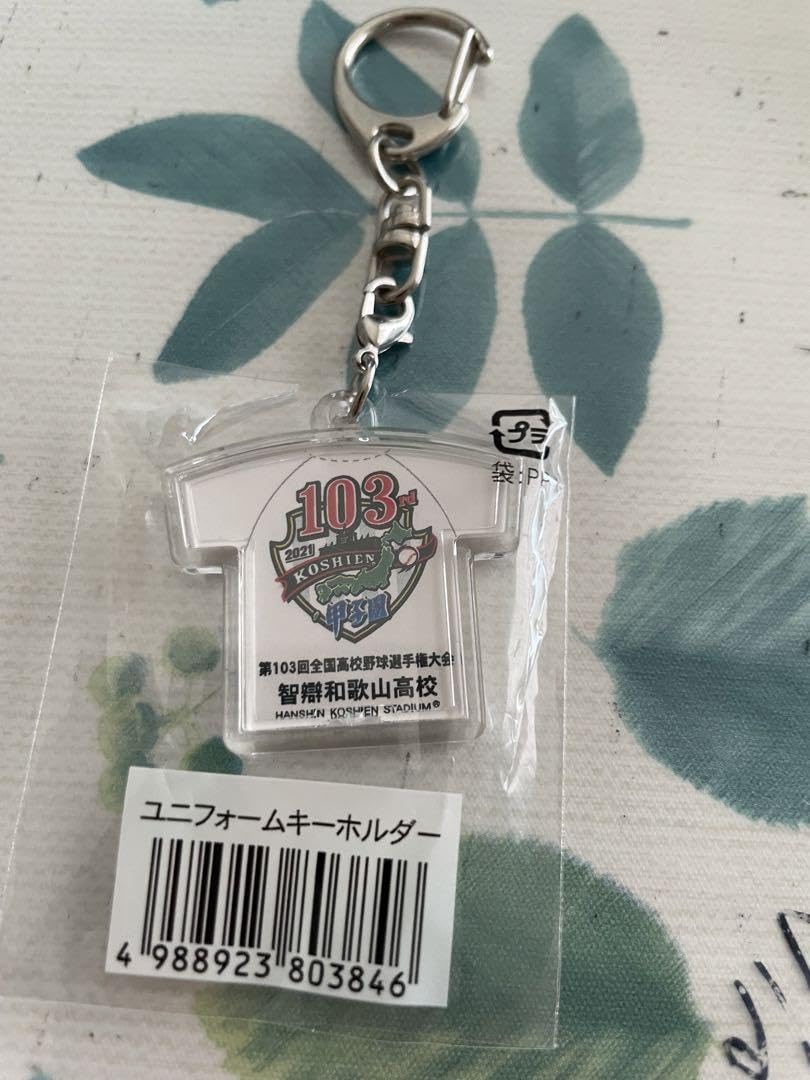 プラ
袋:P
103rd
2021
KOSHIEN
甲子園
第103回全国高校野球選手権大会
智辯和歌山高校
HANSHIN KOSHIEN STADIUM®
ユニフォームキーホルダー
4 988923 803846